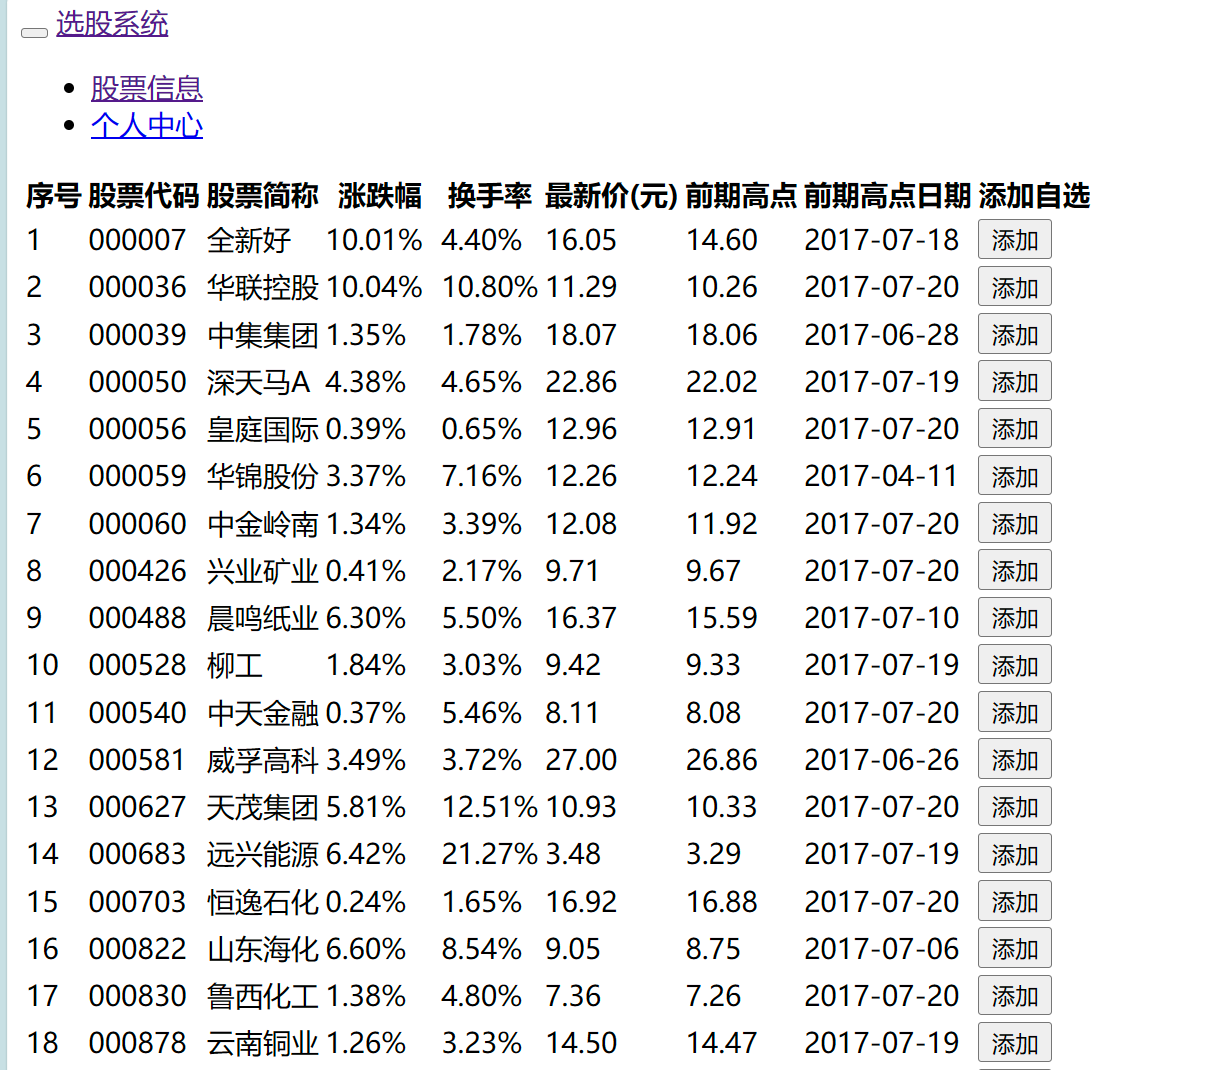 选股系统
股票信息
个人中心
序号 股票代码 股票简称 涨跌幅 换手率 最新价(元) 前期高点 前期高点日期 添加自选
1 000007 全新好 10.01% 4.40% 16.05 14.60 2017-07-18 添加
2 000036 华联控股 10.04% 10.80% 11.29 10.26 2017-07-20 添加
3 000039 中集集团 1.35% 1.78% 18.07 18.06 2017-06-28 添加
4 000050 深天马A 4.38% 4.65% 22.86 22.02 2017-07-19 添加
5 000056 皇庭国际 0.39% 0.65% 12.96 12.91 2017-07-20 添加
6 000059 华锦股份 3.37% 7.16% 12.26 12.24 2017-04-11 添加
7 000060 中金岭南 1.34% 3.39% 12.08 11.92 2017-07-20 添加
8 000426 兴业矿业 0.41% 2.17% 9.71 9.67 2017-07-20 添加
9 000488 晨鸣纸业 6.30% 5.50% 16.37 15.59 2017-07-10 添加
10 000528 柳工 1.84% 3.03% 9.42 9.33 2017-07-19 添加
11 000540 中天金融 0.37% 5.46% 8.11 8.08 2017-07-20 添加
12 000581 威孚高科 3.49% 3.72% 27.00 26.86 2017-06-26 添加
13 000627 天茂集团 5.81% 12.51% 10.93 10.33 2017-07-20 添加
14 000683 远兴能源 6.42% 21.27% 3.48 3.29 2017-07-19 添加
15 000703 恒逸石化 0.24% 1.65% 16.92 16.88 2017-07-20 添加
16 000822 山东海化 6.60% 8.54% 9.05 8.75 2017-07-06 添加
17 000830 鲁西化工 1.38% 4.80% 7.36 7.26 2017-07-20 添加
18 000878 云南铜业 1.26% 3.23% 14.50 14.47 2017-07-19 添加